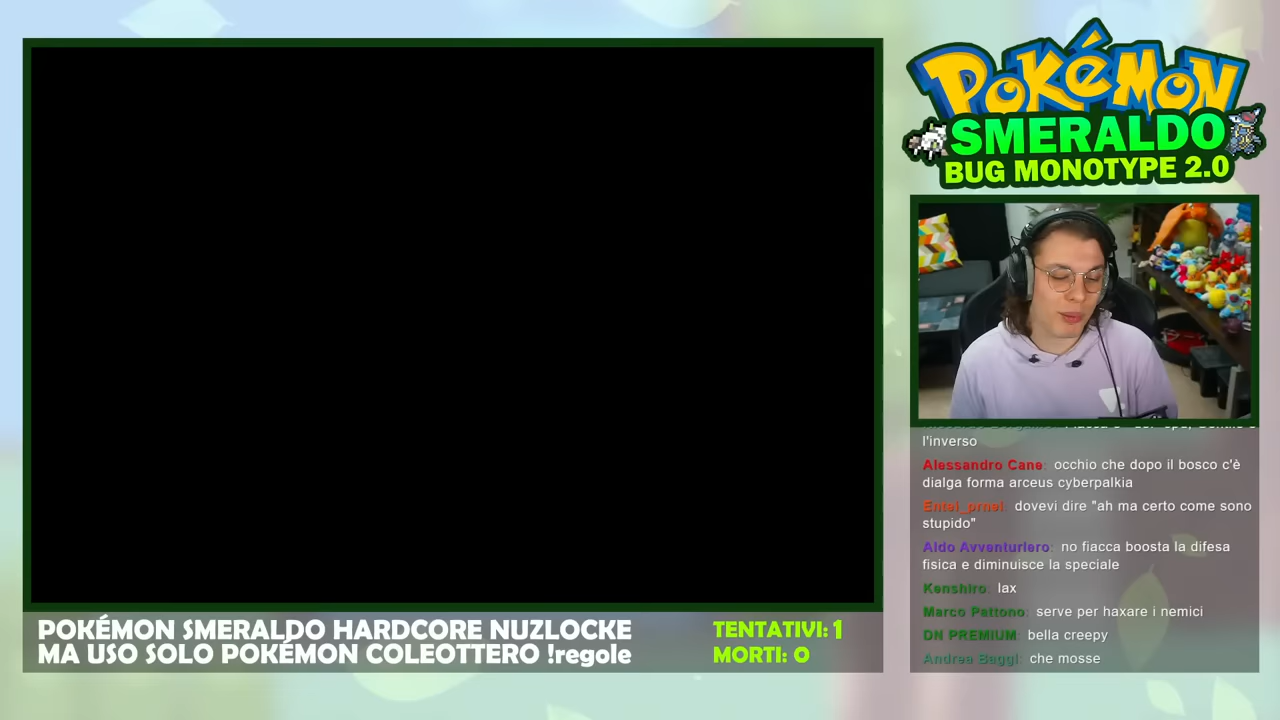 POKÉMON
SMERALDO
BUG MONOTYPE 2.0
l'inverso
Alessandro Cane: occhio che dopo il bosco c'è
dialga forma arceus cyberpalkia
Entei_prnei: dovevi dire "ah ma certo come sono
stupido"
Aldo Avventuriero: no fiacca boosta la difesa
fisica e diminuisce la speciale
Kenshiro: lax
Marco Pattono: serve per haxare i nemici
DN PREMIUM: bella creepy
Andrea Baggi: che mosse
POKÉMON SMERALDO HARDCORE NUZLOCKE
MA USO SOLO POKÉMON COLEOTTERO !regole
TENTATIVI: 1
MORTI: 0